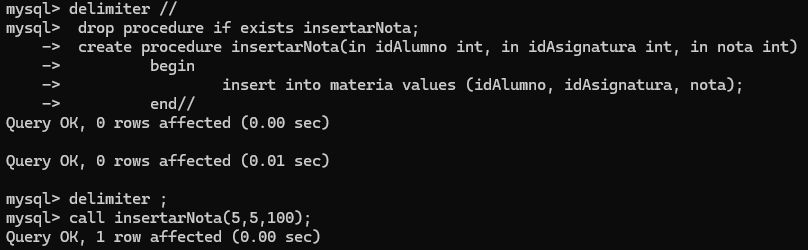 mysql> delimiter //
mysql>  drop procedure if exists insertarNota;
    ->  create procedure insertarNota(in idAlumno int, in idAsignatura int, in nota int)
    ->          begin
    ->                  insert into materia values (idAlumno, idAsignatura, nota);
    ->          end//
Query OK, 0 rows affected (0.00 sec)

Query OK, 0 rows affected (0.01 sec)

mysql> delimiter ;
mysql> call insertarNota(5,5,100);
Query OK, 1 row affected (0.00 sec)